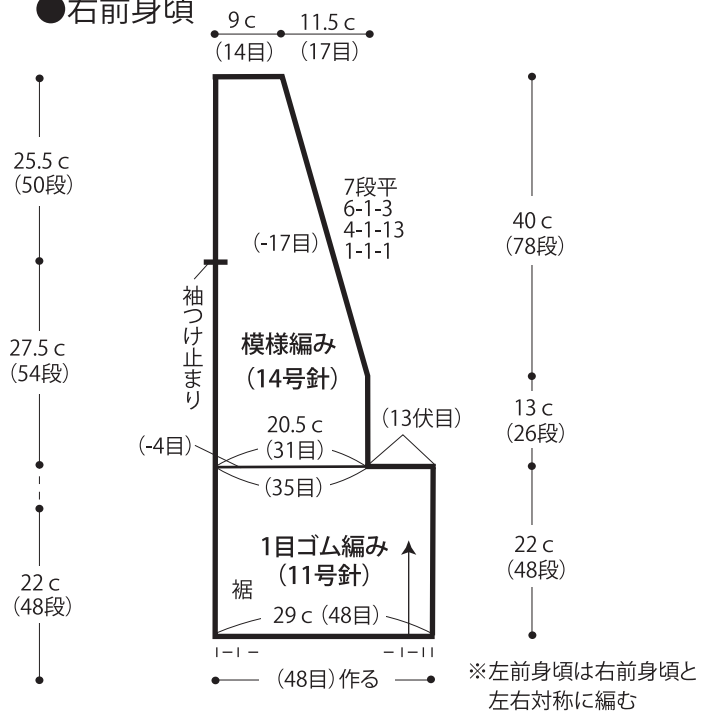 ●右前身頃
9 c
(14目)
11.5 c
(17目)
25.5 c
(50段)
27.5 c
(54段)
22 c
(48段)
袖つけ止まり
(-17目)
7段平
6-1-3
4-1-13
1-1-1
模様編み
(14号針)
20.5 c
(31目)
(-4目)
(35目)
(13伏目)
1目ゴム編み
(11号針)
裾
29 c (48目)
(48目) 作る
40 c
(78段)
13 c
(26段)
22 c
(48段)
※左前身頃は右前身頃と
左右対称に編む